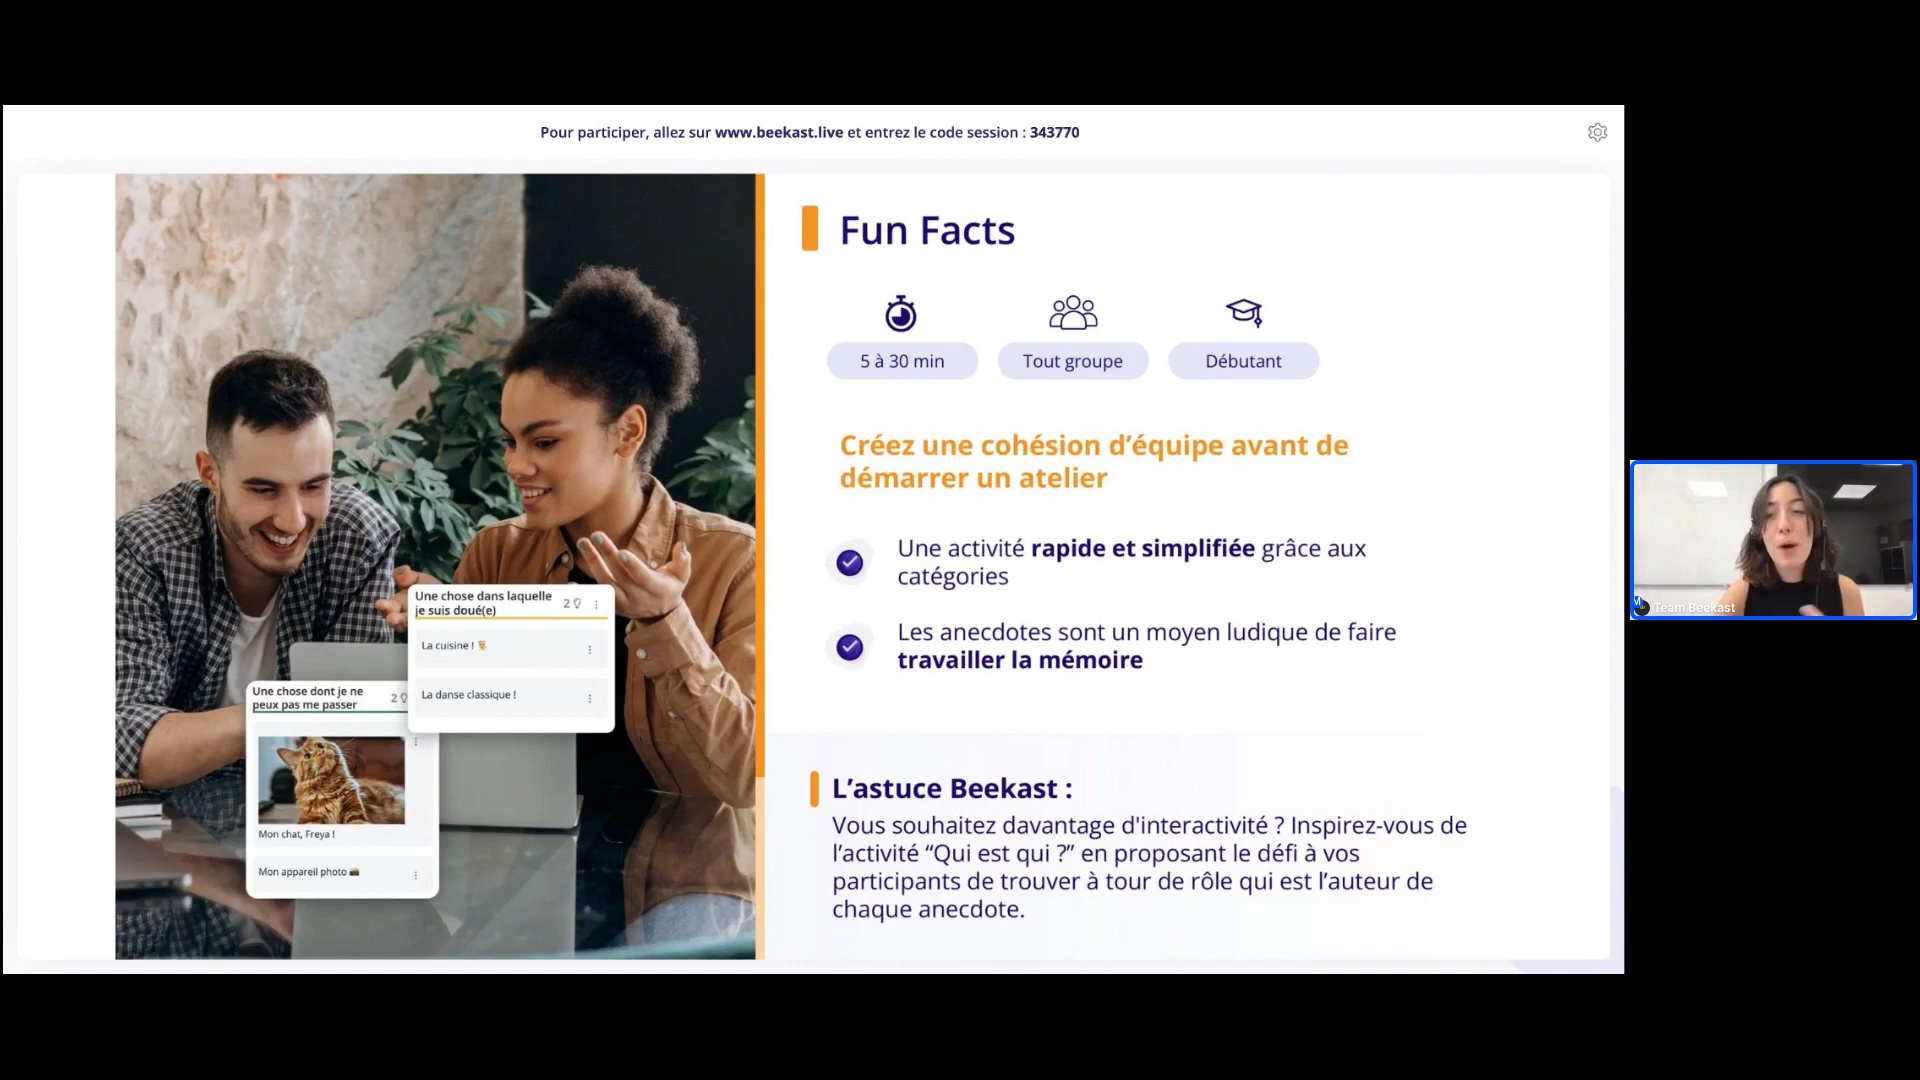 Pour participer, allez sur www.beekast.live et entrez le code session : 343770
Fun Facts
5 à 30 min
Tout groupe
Débutant
Créez une cohésion d’équipe avant de
démarrer un atelier
Une activité rapide et simplifiée grâce aux
catégories
Les anecdotes sont un moyen ludique de faire
travailler la mémoire
L’astuce Beekast :
Vous souhaitez davantage d'interactivité ? Inspirez-vous de
l’activité “Qui est qui ?” en proposant le défi à vos
participants de trouver à tour de rôle qui est l’auteur de
chaque anecdote.
Une chose dans laquelle
je suis doué(e)
2
La cuisine !
La danse classique !
Une chose dont je ne
peux pas me passer
2
Mon chat, Freya !
Mon appareil photo
Team Beekast